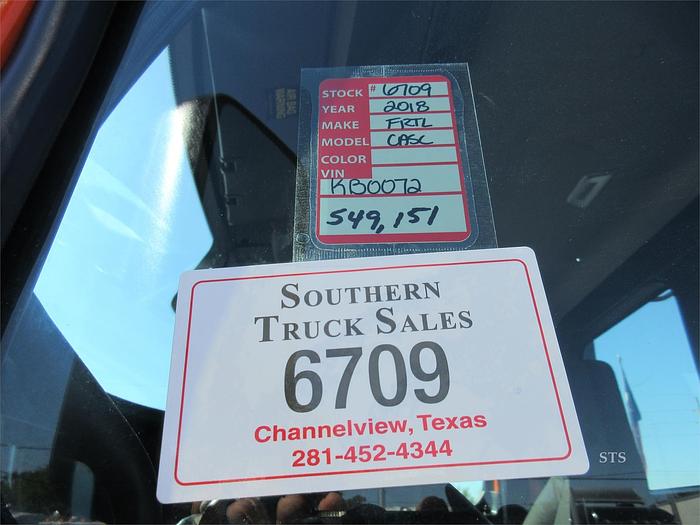 STOCK # 6709
YEAR 2018
MAKE FRTL
MODEL CASC
COLOR
VIN
KB0072
549,151
SOUTHERN
TRUCK SALES
6709
Channelview, Texas
281-452-4344
STS